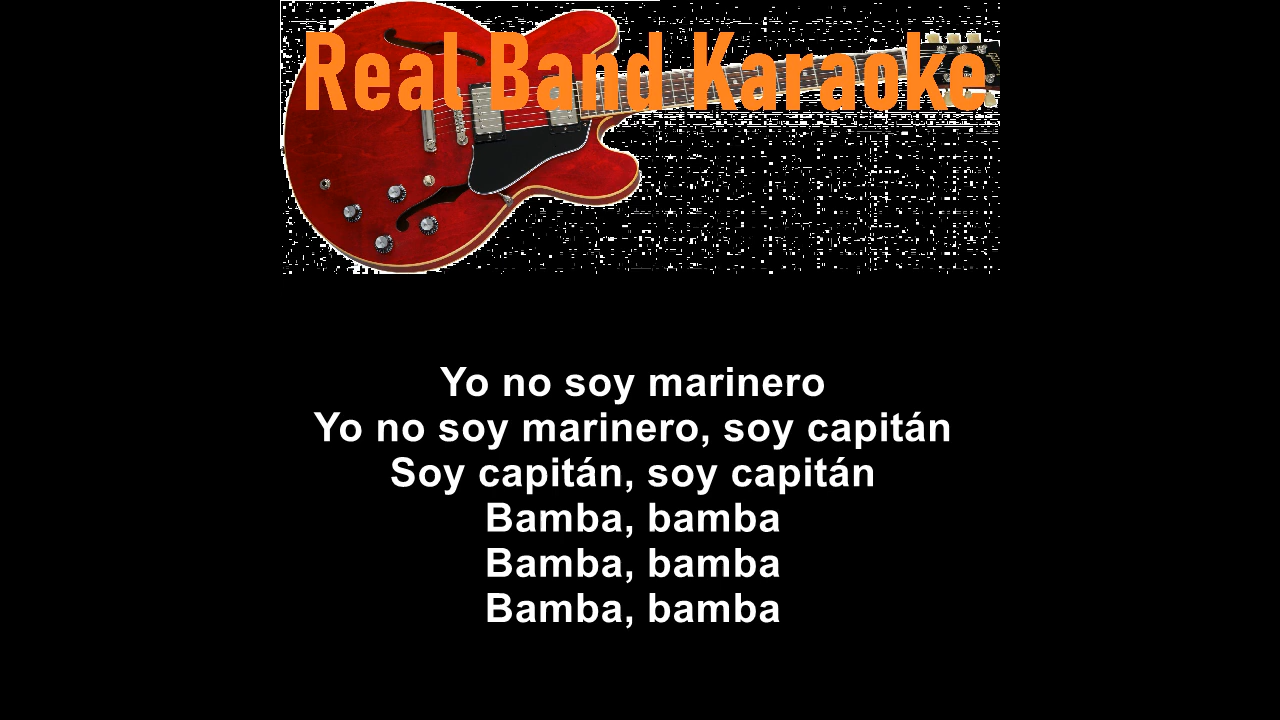 Real Band Karaoke
Yo no soy marinero
Yo no soy marinero, soy capitán
Soy capitán, soy capitán
Bamba, bamba
Bamba, bamba
Bamba, bamba